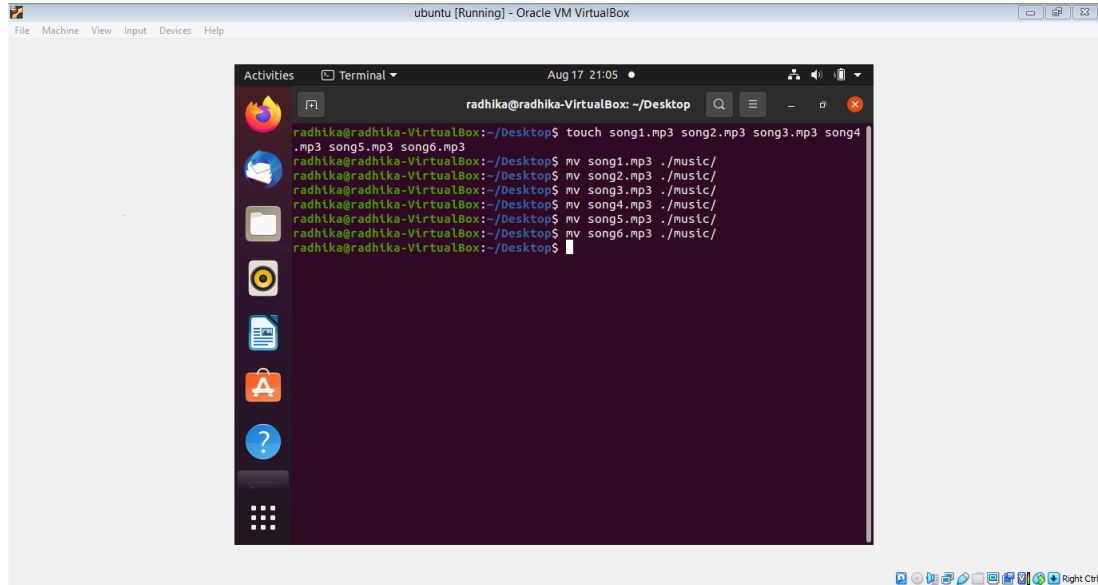 ubuntu [Running] - Oracle VM VirtualBox
File Machine View Input Devices Help
Activities Terminal Aug 17 21:05
radhika@radhika-VirtualBox: ~/Desktop
radhika@radhika-VirtualBox:~/Desktop$ touch song1.mp3 song2.mp3 song3.mp3 song4
.mp3 song5.mp3 song6.mp3
radhika@radhika-VirtualBox:~/Desktop$ mv song1.mp3 ./music/
radhika@radhika-VirtualBox:~/Desktop$ mv song2.mp3 ./music/
radhika@radhika-VirtualBox:~/Desktop$ mv song3.mp3 ./music/
radhika@radhika-VirtualBox:~/Desktop$ mv song4.mp3 ./music/
radhika@radhika-VirtualBox:~/Desktop$ mv song5.mp3 ./music/
radhika@radhika-VirtualBox:~/Desktop$ mv song6.mp3 ./music/
radhika@radhika-VirtualBox:~/Desktop$
Right Ctrl